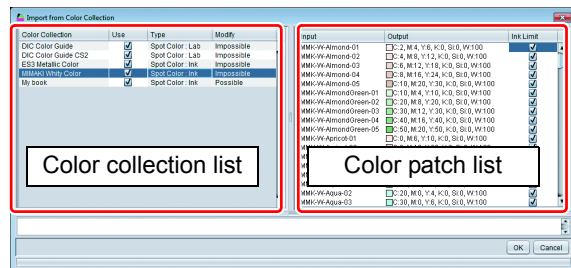 Import from Color Collection
Color Collection Use Type Modify
DIC Color Guide Spot Color : Lab Impossible
DIC Color Guide CS2 Spot Color : Lab Impossible
ES3 Metallic Color Spot Color : Ink Impossible
MIMAKI Whity Color Spot Color : Ink Impossible
My book Spot Color : Ink Possible
Color collection list
Input Output Ink Limit
MMK-W-Almond-01 C:2, M:4, Y:6, K:0, Si:0, W:100
MMK-W-Almond-02 C:4, M:8, Y:12, K:0, Si:0, W:100
MMK-W-Almond-03 C:6, M:12, Y:18, K:0, Si:0, W:100
MMK-W-Almond-04 C:8, M:16, Y:24, K:0, Si:0, W:100
MMK-W-Almond-05 C:10, M:20, Y:30, K:0, Si:0, W:100
MMK-W-AlmondGreen-01 C:10, M:4, Y:10, K:0, Si:0, W:100
MMK-W-AlmondGreen-02 C:20, M:8, Y:20, K:0, Si:0, W:100
MMK-W-AlmondGreen-03 C:30, M:12, Y:30, K:0, Si:0, W:100
MMK-W-AlmondGreen-04 C:40, M:16, Y:40, K:0, Si:0, W:100
MMK-W-AlmondGreen-05 C:50, M:20, Y:50, K:0, Si:0, W:100
MMK-W-Apricot-01 C:0, M:6, Y:10, K:0, Si:0, W:100
Color patch list
MMK-W-Aqua-02 C:20, M:0, Y:4, K:0, Si:0, W:100
MMK-W-Aqua-03 C:30, M:0, Y:6, K:0, Si:0, W:100
OK Cancel